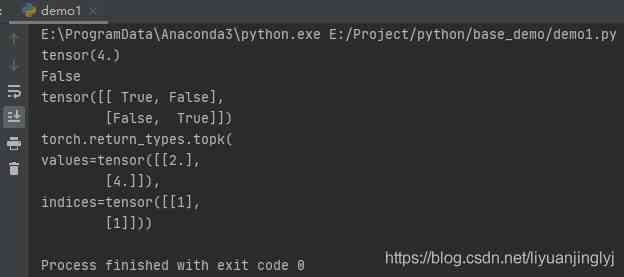 demo1
E:\ProgramData\Anaconda3\python.exe E:/Project/python/base_demo/demo1.py
tensor(4.)
False
tensor([[ True, False],
        [False,  True]])
torch.return_types.topk(
values=tensor([[2.],
        [4.]]),
indices=tensor([[1],
        [1]]))
Process finished with exit code 0
https://blog.csdn.net/liyuanjinglyj